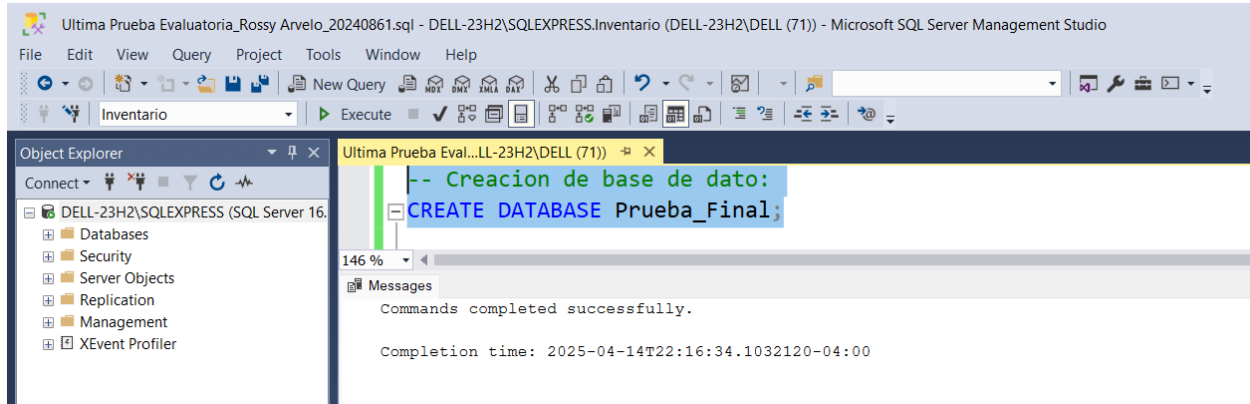 Ultima Prueba Evaluatoria_Rossy Arvelo_20240861.sql - DELL-23H2\SQLEXPRESS.Inventario (DELL-23H2\DELL (71)) - Microsoft SQL Server Management Studio
File Edit View Query Project Tools Window Help
New Query MDX DMX XMLA DAX
Inventario Execute
Object Explorer
Ultima Prueba Eval...LL-23H2\DELL (71))
Connect
DELL-23H2\SQLEXPRESS (SQL Server 16.
Databases
Security
Server Objects
Replication
Management
XEvent Profiler
-- Creacion de base de dato:
CREATE DATABASE Prueba_Final;
146 %
Messages
Commands completed successfully.
Completion time: 2025-04-14T22:16:34.1032120-04:00